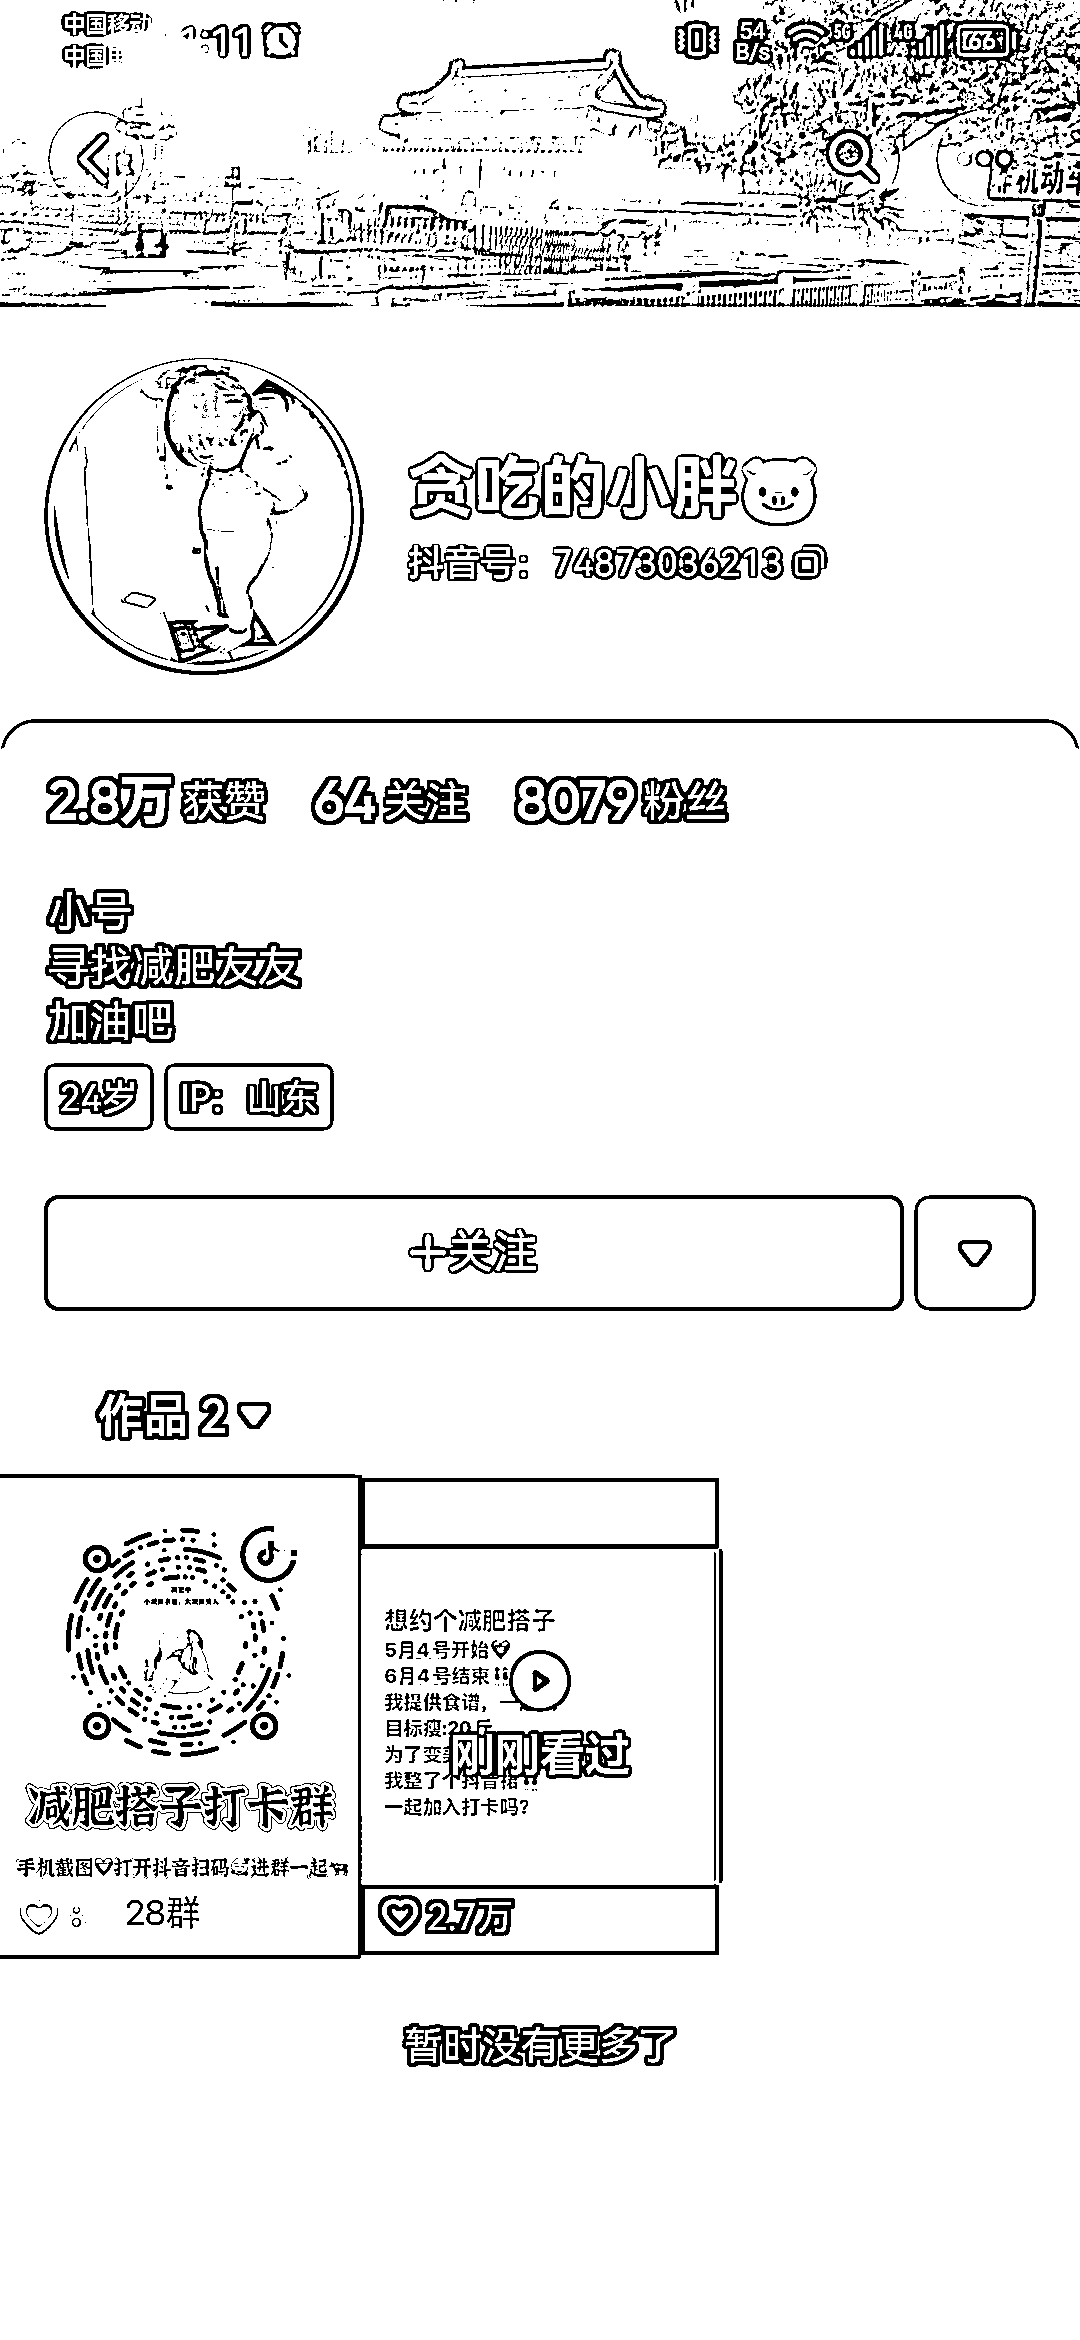 中国移动
中国
:11
54
B/s
5G
4G
66
机动车
贪吃的小胖
抖音号：74873036213
2.8万 获赞 64 关注 8079 粉丝
小号
寻找减肥友友
加油吧
24岁 IP：山东
+关注
作品 2
减肥搭子打卡群
手机截图打开抖音扫码进群一起
28群
想约个减肥搭子
5月4号开始
6月4号结束
我提供食谱，一
目标瘦:20斤
为了变
刚刚看过
我整了个抖音裙
一起加入打卡吗?
2.7万
暂时没有更多了